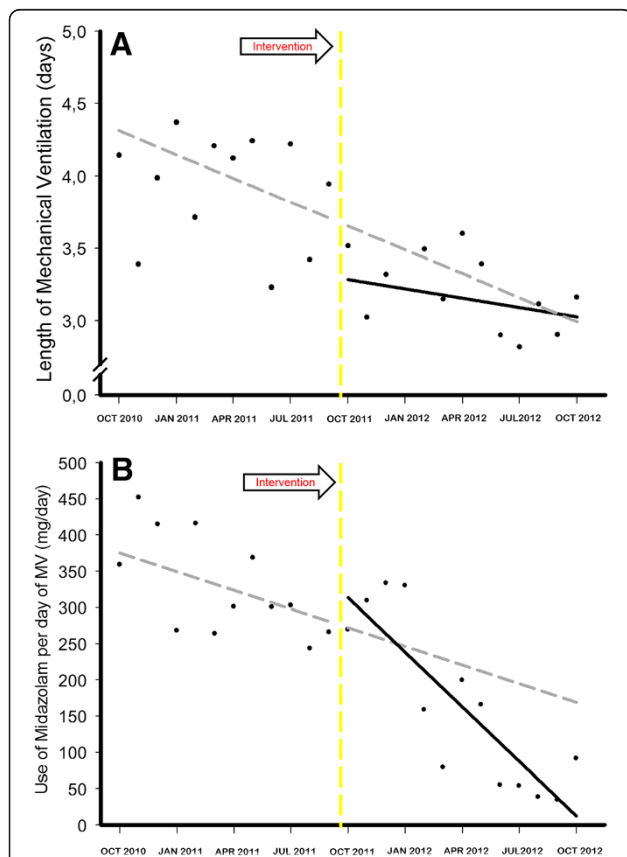 A
Intervention
Length of Mechanical Ventilation (days)
5,0
4,5
4,0
3,5
3,0
0,0
OCT 2010 JAN 2011 APR 2011 JUL 2011 OCT 2011 JAN 2012 APR 2012 JUL 2012 OCT 2012
B
Intervention
Use of Midazolam per day of MV (mg/day)
500
450
400
350
300
250
200
150
100
50
0
OCT 2010 JAN 2011 APR 2011 JUL 2011 OCT 2011 JAN 2012 APR 2012 JUL 2012 OCT 2012